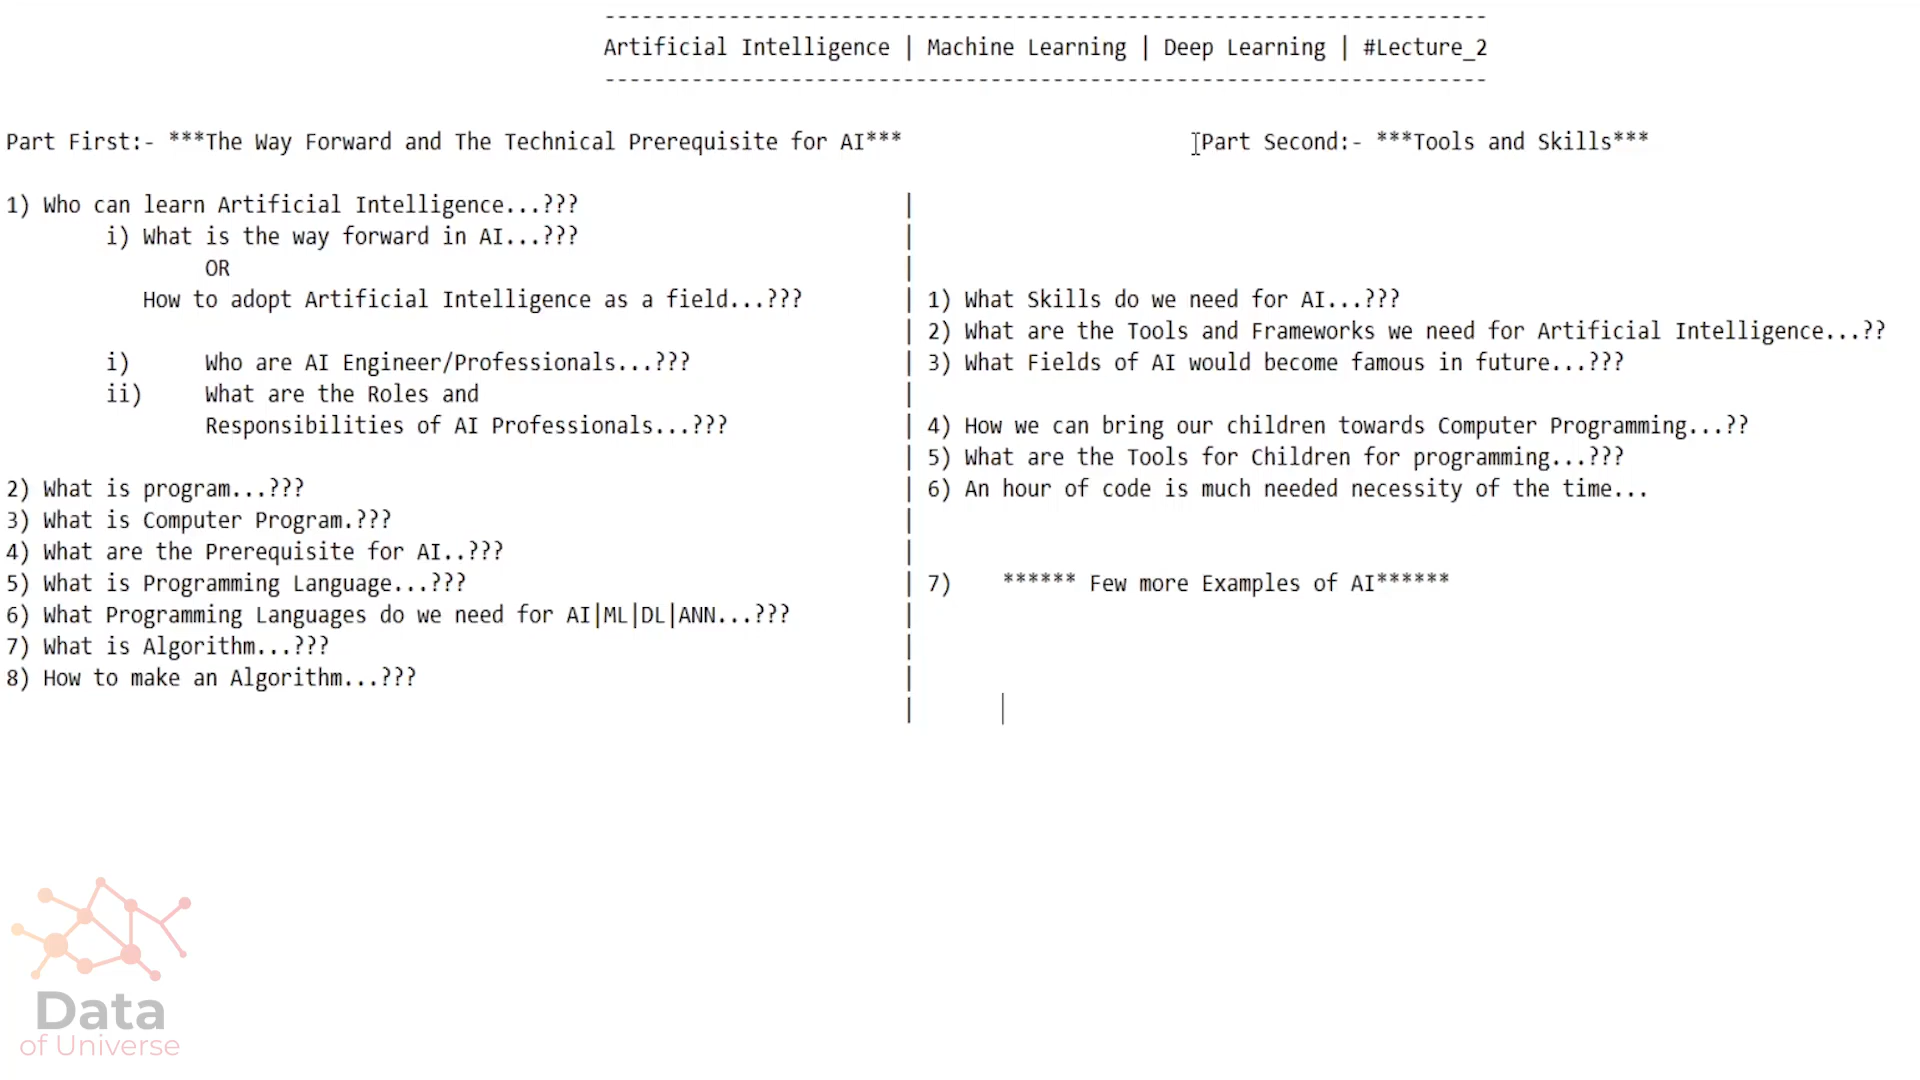 Artificial Intelligence | Machine Learning | Deep Learning | #Lecture_2
Part First:- ***The Way Forward and The Technical Prerequisite for AI***
1) Who can learn Artificial Intelligence...???
i) What is the way forward in AI...???
OR
How to adopt Artificial Intelligence as a field...???
i) Who are AI Engineer/Professionals...???
ii) What are the Roles and
Responsibilities of AI Professionals...???
2) What is program...???
3) What is Computer Program.???
4) What are the Prerequisite for AI..???
5) What is Programming Language...???
6) What Programming Languages do we need for AI|ML|DL|ANN...???
7) What is Algorithm...???
8) How to make an Algorithm...???
Part Second:- ***Tools and Skills***
1) What Skills do we need for AI...???
2) What are the Tools and Frameworks we need for Artificial Intelligence...??
3) What Fields of AI would become famous in future...???
4) How we can bring our children towards Computer Programming...??
5) What are the Tools for Children for programming...???
6) An hour of code is much needed necessity of the time...
7) ****** Few more Examples of AI******
Data
of Universe